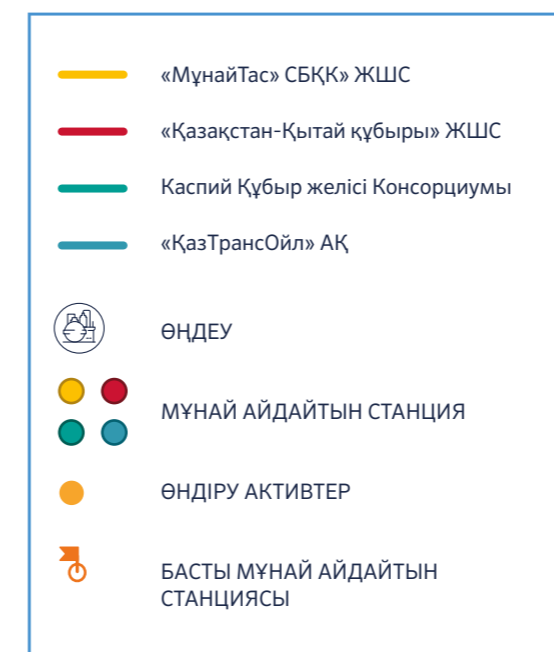 «МұнайТас» СБҚК» ЖШС
«Қазақстан-Қытай құбыры» ЖШС
Каспий Құбыр желісі Консорциумы
«ҚазТрансОйл» АҚ
ӨҢДЕУ
МҰНАЙ АЙДАЙТЫН СТАНЦИЯ
ӨНДІРУ АКТИВТЕР
БАСТЫ МҰНАЙ АЙДАЙТЫН
СТАНЦИЯСЫ